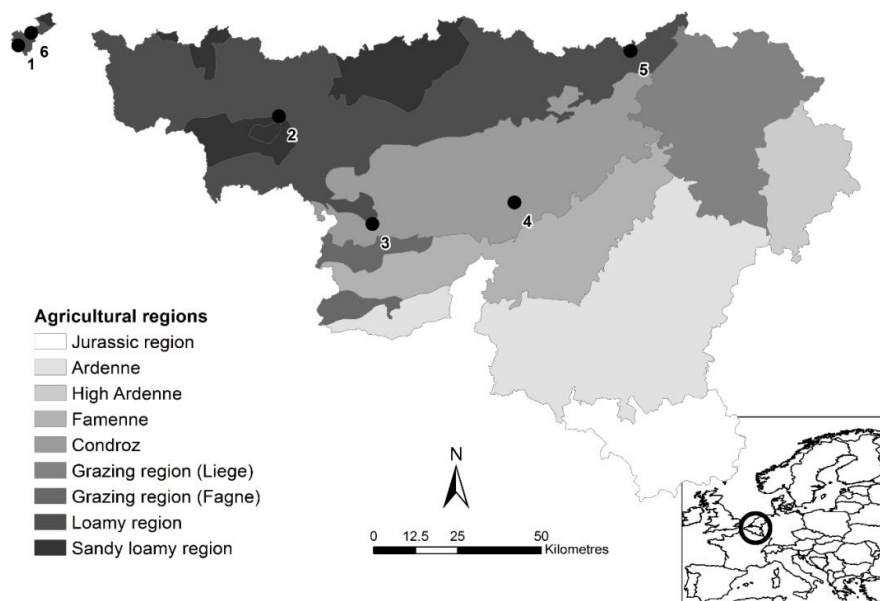 1
6
2
5
3
4
Agricultural regions
Jurassic region
Ardenne
High Ardenne
Famenne
Condroz
Grazing region (Liege)
Grazing region (Fagne)
Loamy region
Sandy loamy region
N
0 12.5 25 50
Kilometres